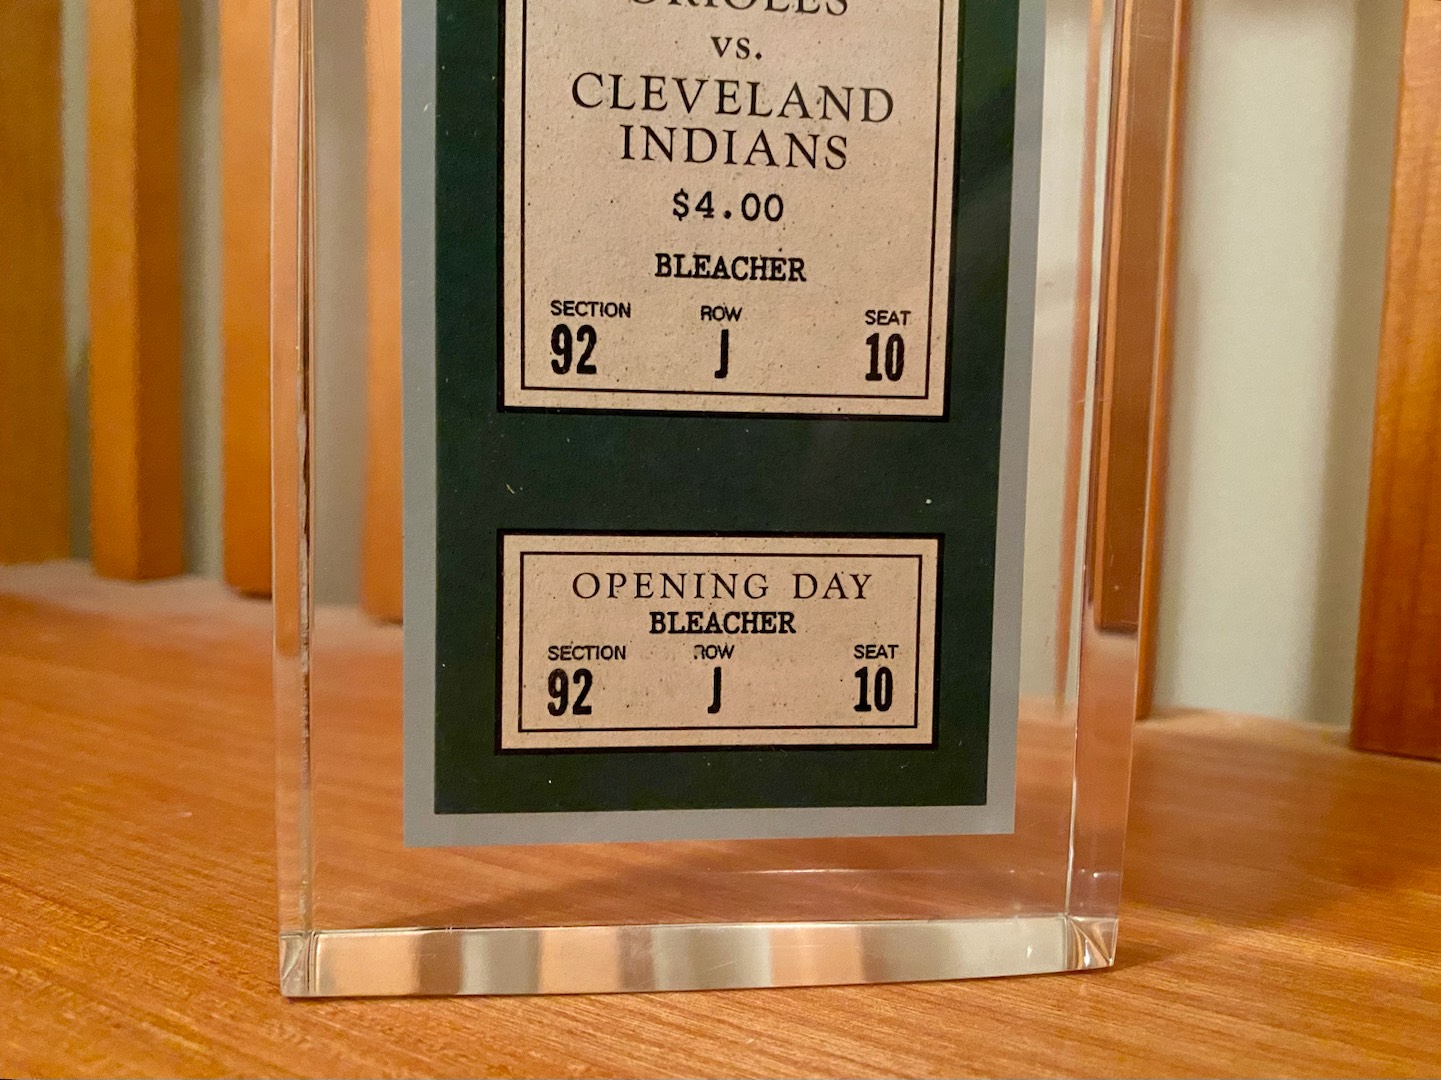 ORIOLES
vs.
CLEVELAND
INDIANS
$4.00
BLEACHER
SECTION ROW SEAT
92 J 10
OPENING DAY
BLEACHER
SECTION ROW SEAT
92 J 10